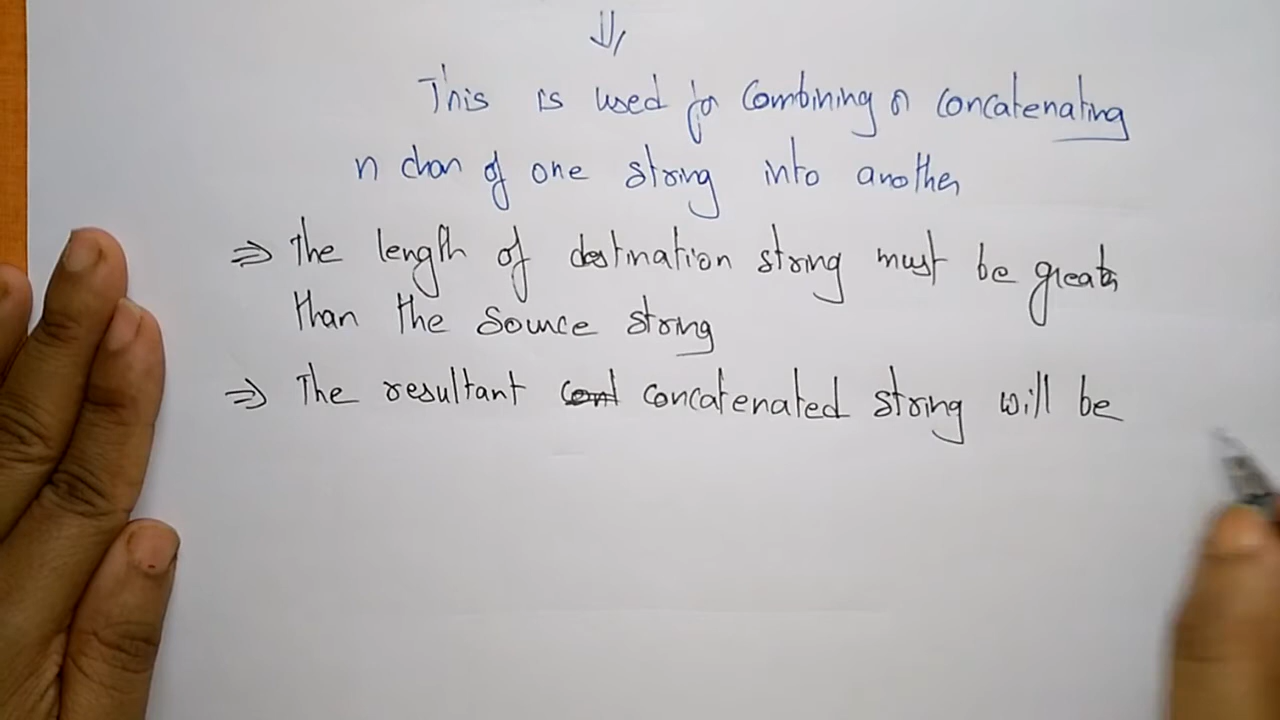 ⇓
This is used for Combining or concatenating
n char of one string into another
⇒ the length of destination string must be greater
than the source string
⇒ The resultant concatenated string will be